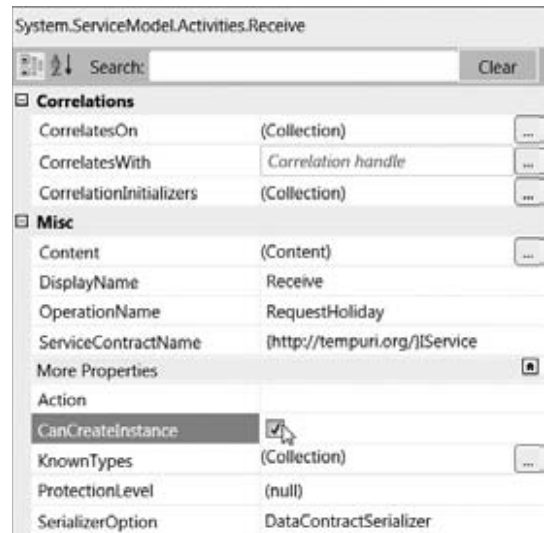 System.ServiceModel.Activities.Receive
Search: Clear
Correlations
CorrelatesOn (Collection) ...
CorrelatesWith Correlation handle ...
CorrelationInitializers (Collection) ...
Misc
Content (Content) ...
DisplayName Receive
OperationName RequestHoliday
ServiceContractName {http://tempuri.org/}IService
More Properties
Action
CanCreateInstance
KnownTypes (Collection) ...
ProtectionLevel (null)
SerializerOption DataContractSerializer